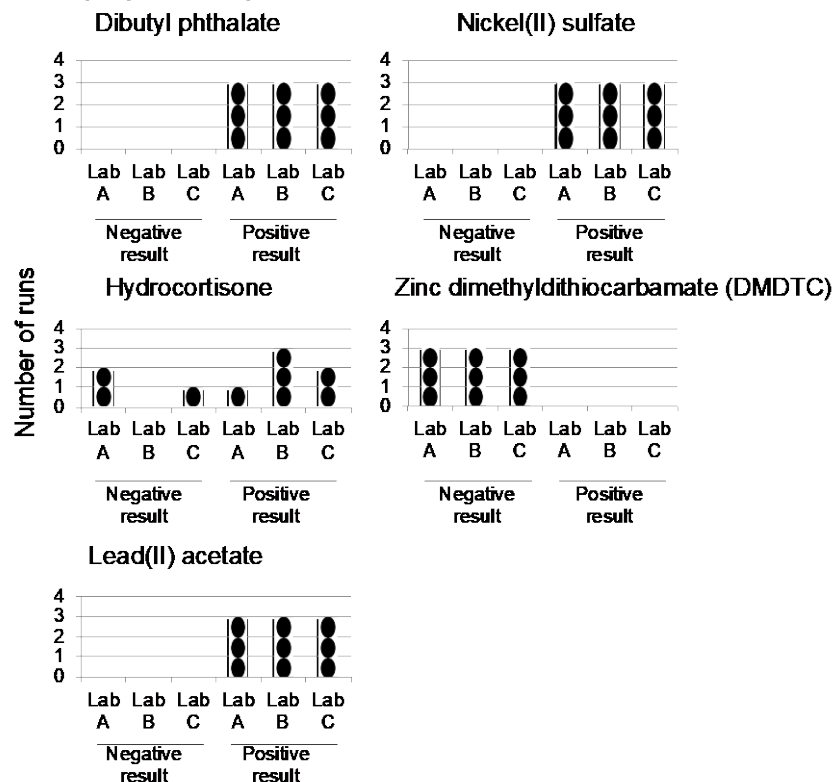 Dibutyl phthalate
4
3
2
1
0
Lab Lab Lab Lab Lab Lab
A B C A B C
Negative result Positive result
Nickel(II) sulfate
4
3
2
1
0
Lab Lab Lab Lab Lab Lab
A B C A B C
Negative result Positive result
Number of runs
Hydrocortisone
4
3
2
1
0
Lab Lab Lab Lab Lab Lab
A B C A B C
Negative result Positive result
Zinc dimethyldithiocarbamate (DMDTC)
4
3
2
1
0
Lab Lab Lab Lab Lab Lab
A B C A B C
Negative result Positive result
Lead(II) acetate
4
3
2
1
0
Lab Lab Lab Lab Lab Lab
A B C A B C
Negative result Positive result